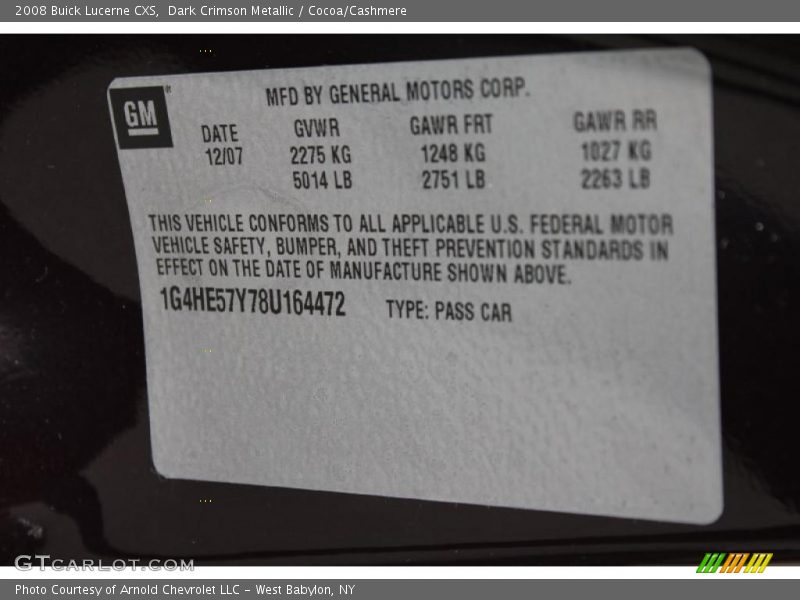 2008 Buick Lucerne CXS,  Dark Crimson Metallic / Cocoa/Cashmere
GM
MFD BY GENERAL MOTORS CORP.
DATE GVWR GAWR FRT GAWR RR
12/07 2275 KG 1248 KG 1027 KG
5014 LB 2751 LB 2263 LB
THIS VEHICLE CONFORMS TO ALL APPLICABLE U.S. FEDERAL MOTOR
VEHICLE SAFETY, BUMPER, AND THEFT PREVENTION STANDARDS IN
EFFECT ON THE DATE OF MANUFACTURE SHOWN ABOVE.
1G4HE57Y78U164472 TYPE: PASS CAR
GTCARLOT.COM
Photo Courtesy of Arnold Chevrolet LLC - West Babylon, NY